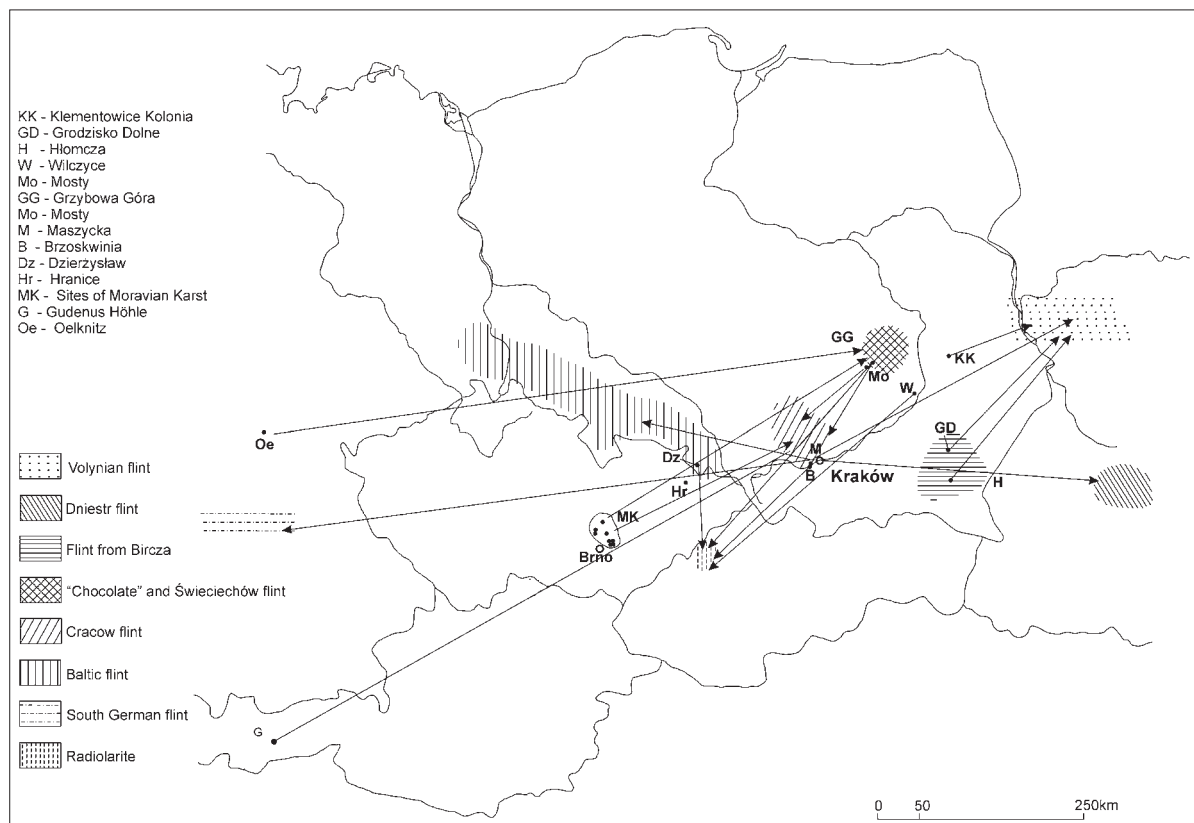 KK - Klementowice Kolonia
GD - Grodzisko Dolne
H - Hłomcza
W - Wilczyce
Mo - Mosty
GG - Grzybowa Góra
Mo - Mosty
M - Maszycka
B - Brzoskwinia
Dz - Dzierżysław
Hr - Hranice
MK - Sites of Moravian Karst
G - Gudenus Höhle
Oe - Oelknitz
GG
KK
Mo
W
Oe
GD
Dz
M
B
Kraków
Hr
H
MK
Brno
G
Volynian flint
Dniestr flint
Flint from Bircza
“Chocolate” and Świeciechów flint
Cracow flint
Baltic flint
South German flint
Radiolarite
0 50 250km